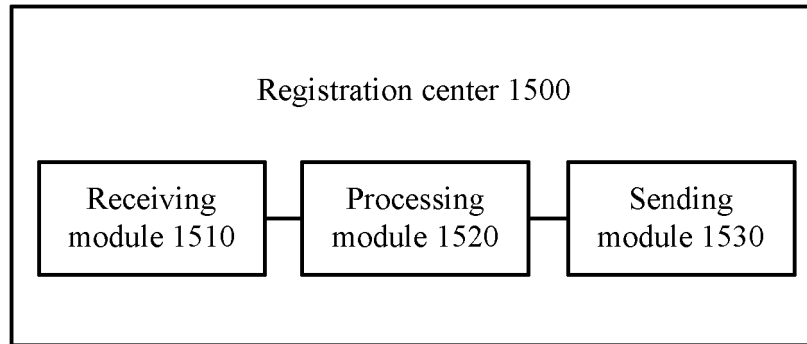 Registration center 1500
Receiving
module 1510
Processing
module 1520
Sending
module 1530